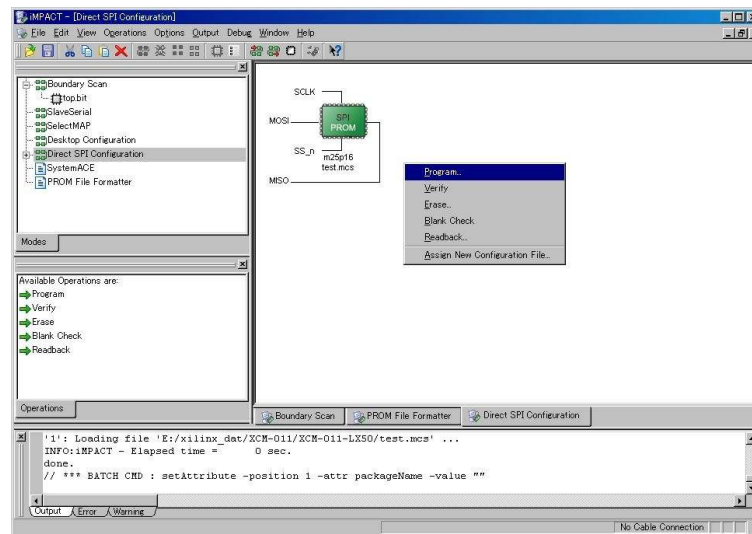 iMPACT - [Direct SPI Configuration]
File Edit View Operations Options Output Debug Window Help
Boundary Scan
top.bit
SlaveSerial
SelectMAP
Desktop Configuration
Direct SPI Configuration
SystemACE
PROM File Formatter
Modes
Available Operations are:
Program
Verify
Erase
Blank Check
Readback
Operations
SCLK
MOSI
SPI
PROM
SS_n
m25p16
test.mcs
MISO
Program..
Verify
Erase..
Blank Check
Readback..
Assign New Configuration File..
Boundary Scan
PROM File Formatter
Direct SPI Configuration
'1': Loading file 'E:/xilinx_dat/XCM-011/XCM-011-LX50/test.mcs' ...
INFO:iMPACT - Elapsed time = 0 sec.
done.
// *** BATCH CMD : setAttribute -position 1 -attr packageName -value ""
Output Error Warning
No Cable Connection